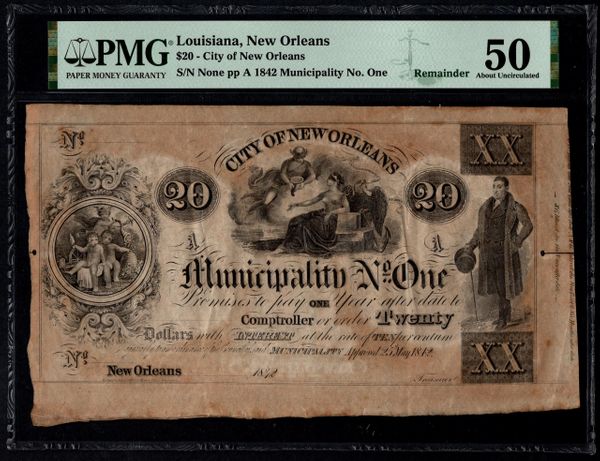 PMG
PAPER MONEY GUARANTY
Louisiana, New Orleans
$20 - City of New Orleans
S/N None pp A 1842 Municipality No. One
Remainder
50
About Uncirculated
No.
XX
CITY OF NEW ORLEANS
20
20
A
A
Municipality No. One
Promises to pay ONE Year after date to
Comptroller or order Twenty
Dollars with INTEREST at the rate of TEN per centum
MUNICIPALITY Approved 25 May 1842.
No.
XX
New Orleans
1842
Treasurer